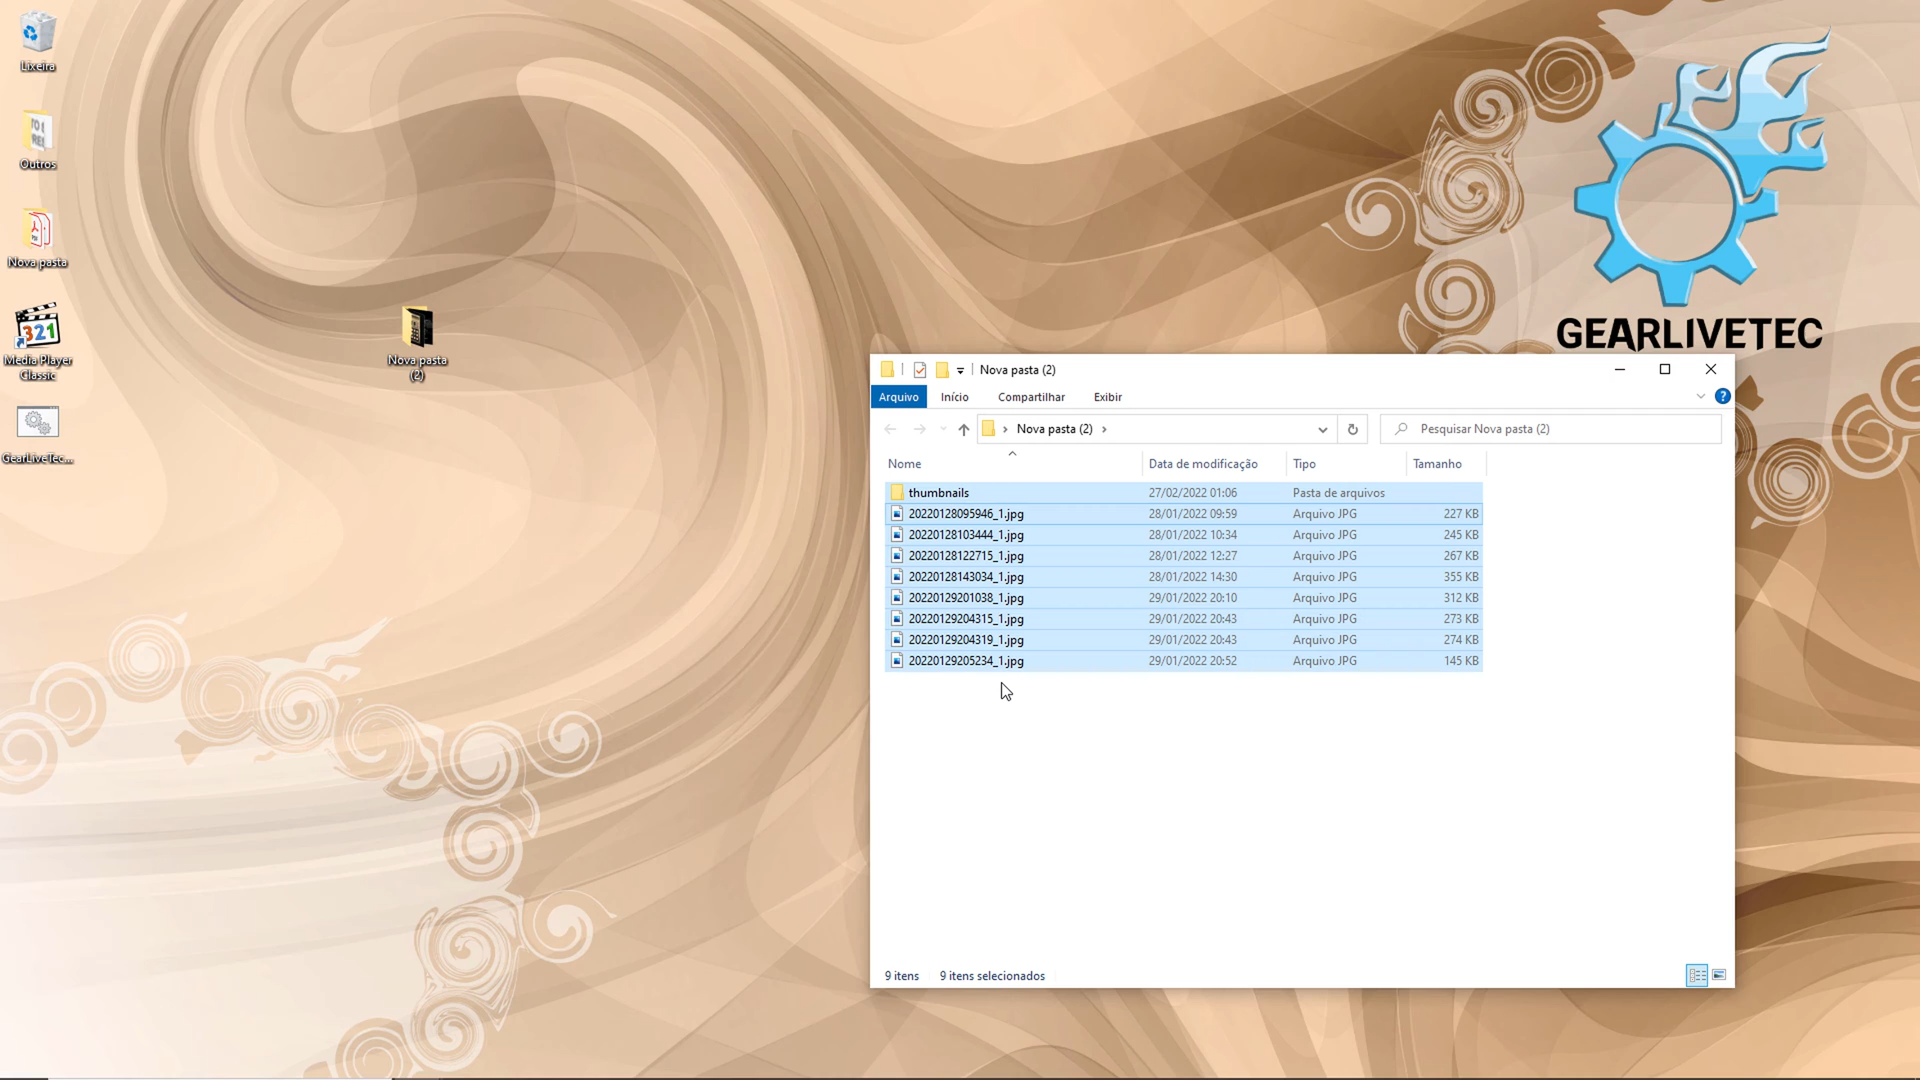 Lixeira
Outros
Nova pasta
321
Media Player
Classic
GearLiveTec...
Nova pasta
(2)
GEARLIVETEC
Nova pasta (2)
Arquivo Início Compartilhar Exibir
Nova pasta (2)
Pesquisar Nova pasta (2)
Nome Data de modificação Tipo Tamanho
thumbnails 27/02/2022 01:06 Pasta de arquivos
20220128095946_1.jpg 28/01/2022 09:59 Arquivo JPG 227 KB
20220128103444_1.jpg 28/01/2022 10:34 Arquivo JPG 245 KB
20220128122715_1.jpg 28/01/2022 12:27 Arquivo JPG 267 KB
20220128143034_1.jpg 28/01/2022 14:30 Arquivo JPG 355 KB
20220129201038_1.jpg 29/01/2022 20:10 Arquivo JPG 312 KB
20220129204315_1.jpg 29/01/2022 20:43 Arquivo JPG 273 KB
20220129204319_1.jpg 29/01/2022 20:43 Arquivo JPG 274 KB
20220129205234_1.jpg 29/01/2022 20:52 Arquivo JPG 145 KB
9 itens 9 itens selecionados